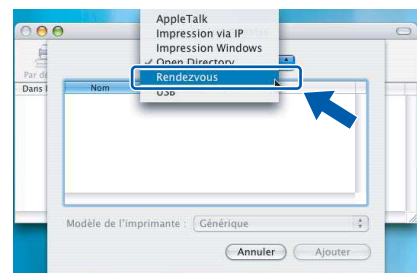 AppleTalk
Impression via IP
Impression Windows
✓ Open Directory
Rendezvous
USB
Par dé
Dans l
Nom
Modèle de l'imprimante : Générique
Annuler Ajouter